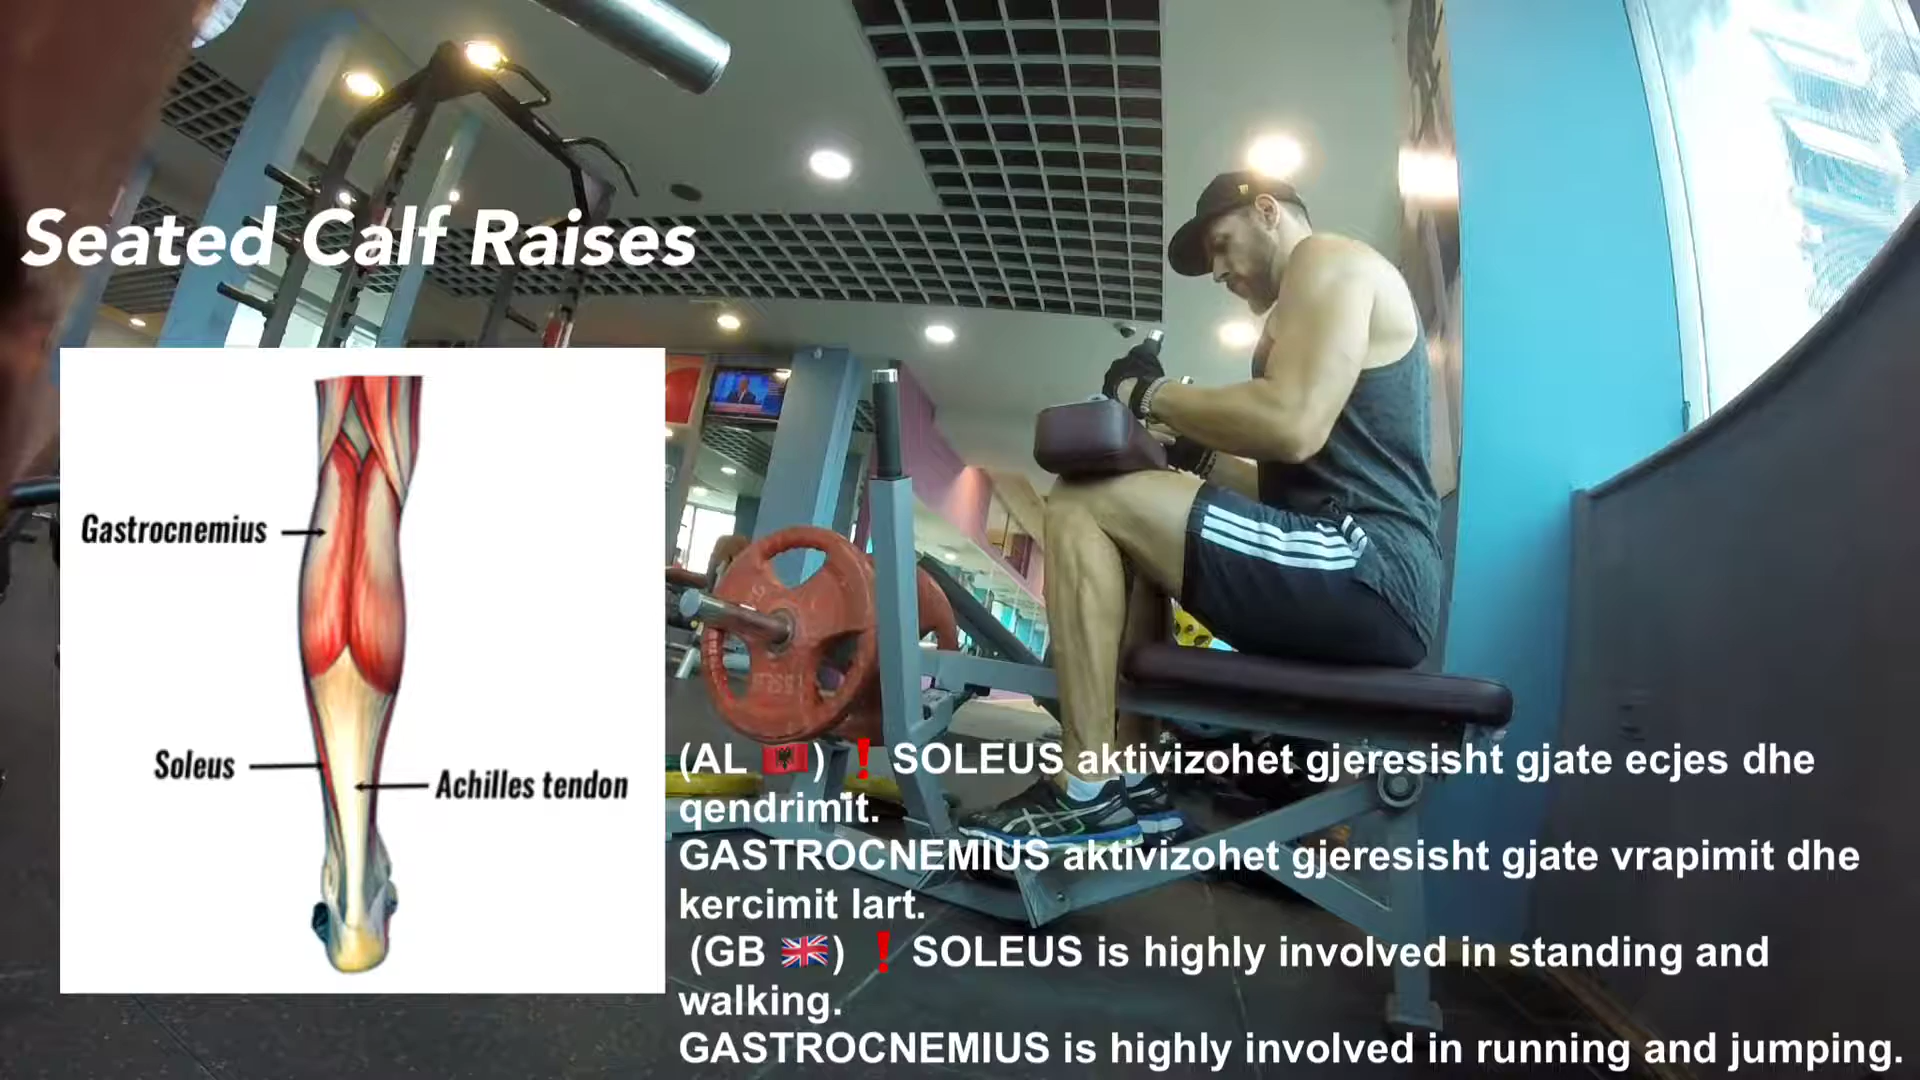 Seated Calf Raises
Gastrocnemius
Soleus
Achilles tendon
(AL 🇦🇱) ❗ SOLEUS aktivizohet gjeresisht gjate ecjes dhe
qendrimit.
GASTROCNEMIUS aktivizohet gjeresisht gjate vrapimit dhe
kercimit lart.
(GB 🇬🇧) ❗ SOLEUS is highly involved in standing and
walking.
GASTROCNEMIUS is highly involved in running and jumping.